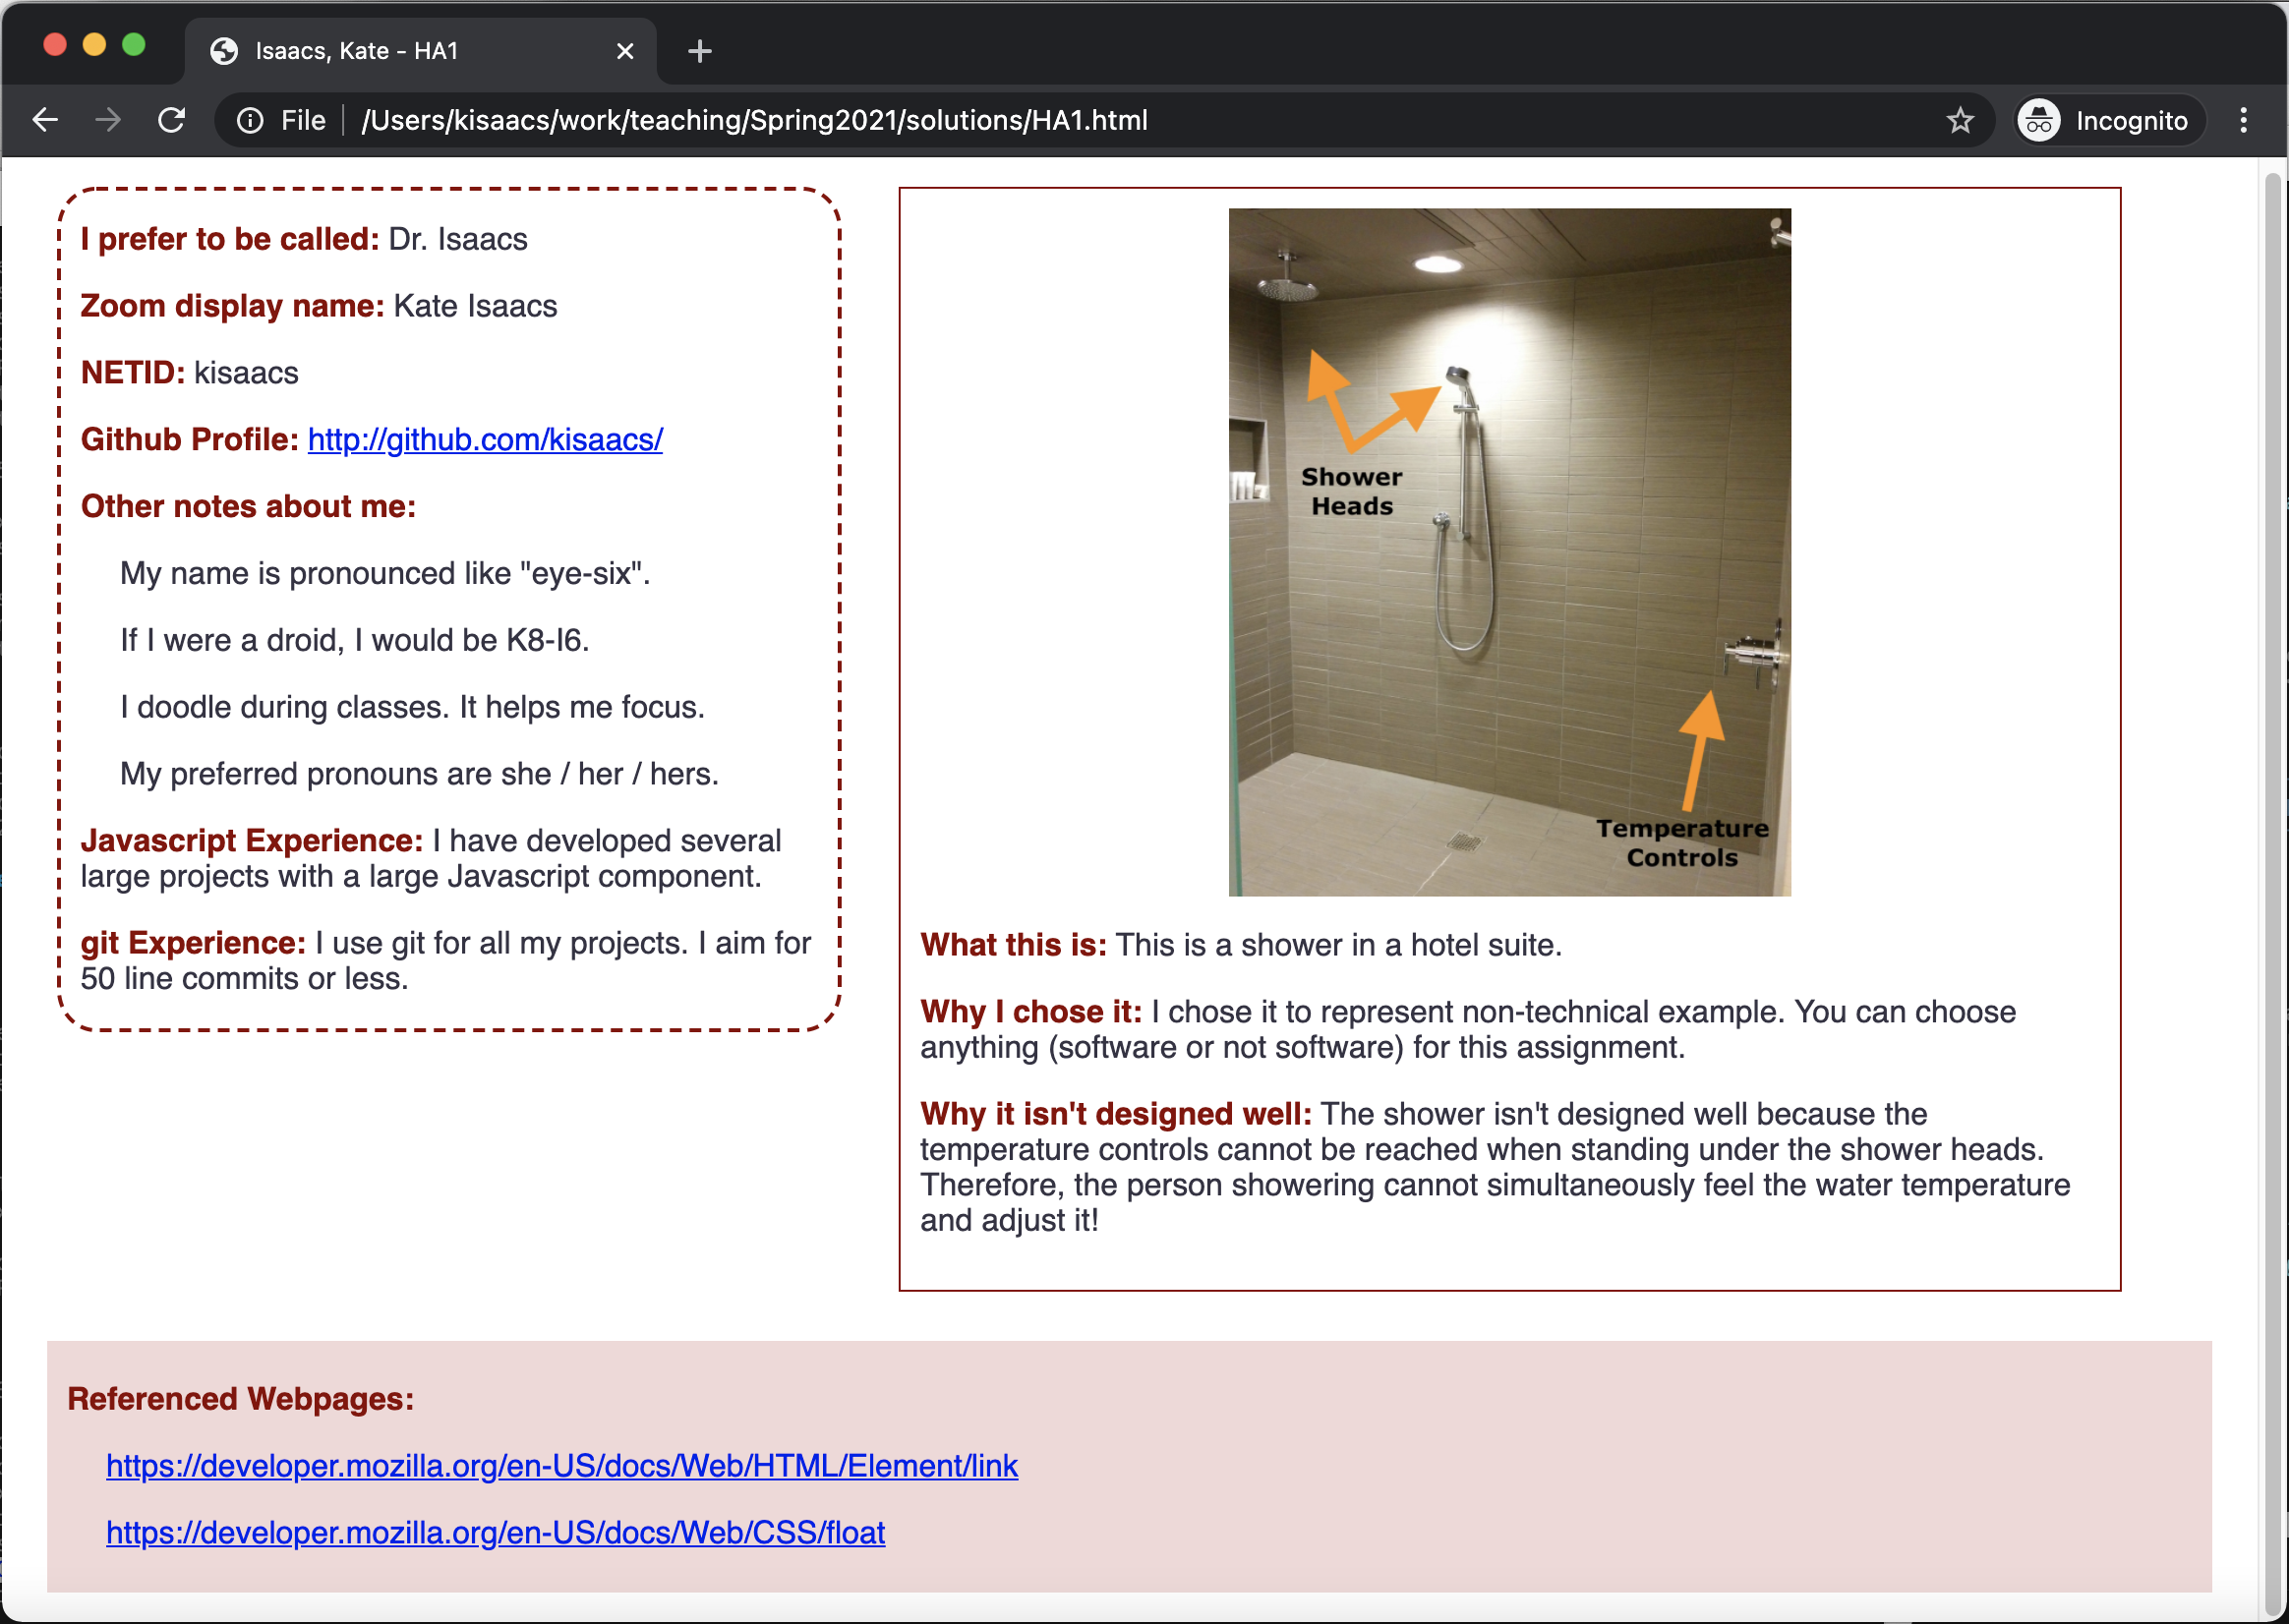 Isaacs, Kate - HA1
File
/Users/kisaacs/work/teaching/Spring2021/solutions/HA1.html
Incognito
I prefer to be called: Dr. Isaacs
Zoom display name: Kate Isaacs
NETID: kisaacs
Github Profile: http://github.com/kisaacs/
Other notes about me:
My name is pronounced like "eye-six".
If I were a droid, I would be K8-I6.
I doodle during classes. It helps me focus.
My preferred pronouns are she / her / hers.
Javascript Experience: I have developed several
large projects with a large Javascript component.
git Experience: I use git for all my projects. I aim for
50 line commits or less.
Shower
Heads
Temperature
Controls
What this is: This is a shower in a hotel suite.
Why I chose it: I chose it to represent non-technical example. You can choose
anything (software or not software) for this assignment.
Why it isn't designed well: The shower isn't designed well because the
temperature controls cannot be reached when standing under the shower heads.
Therefore, the person showering cannot simultaneously feel the water temperature
and adjust it!
Referenced Webpages:
https://developer.mozilla.org/en-US/docs/Web/HTML/Element/link
https://developer.mozilla.org/en-US/docs/Web/CSS/float